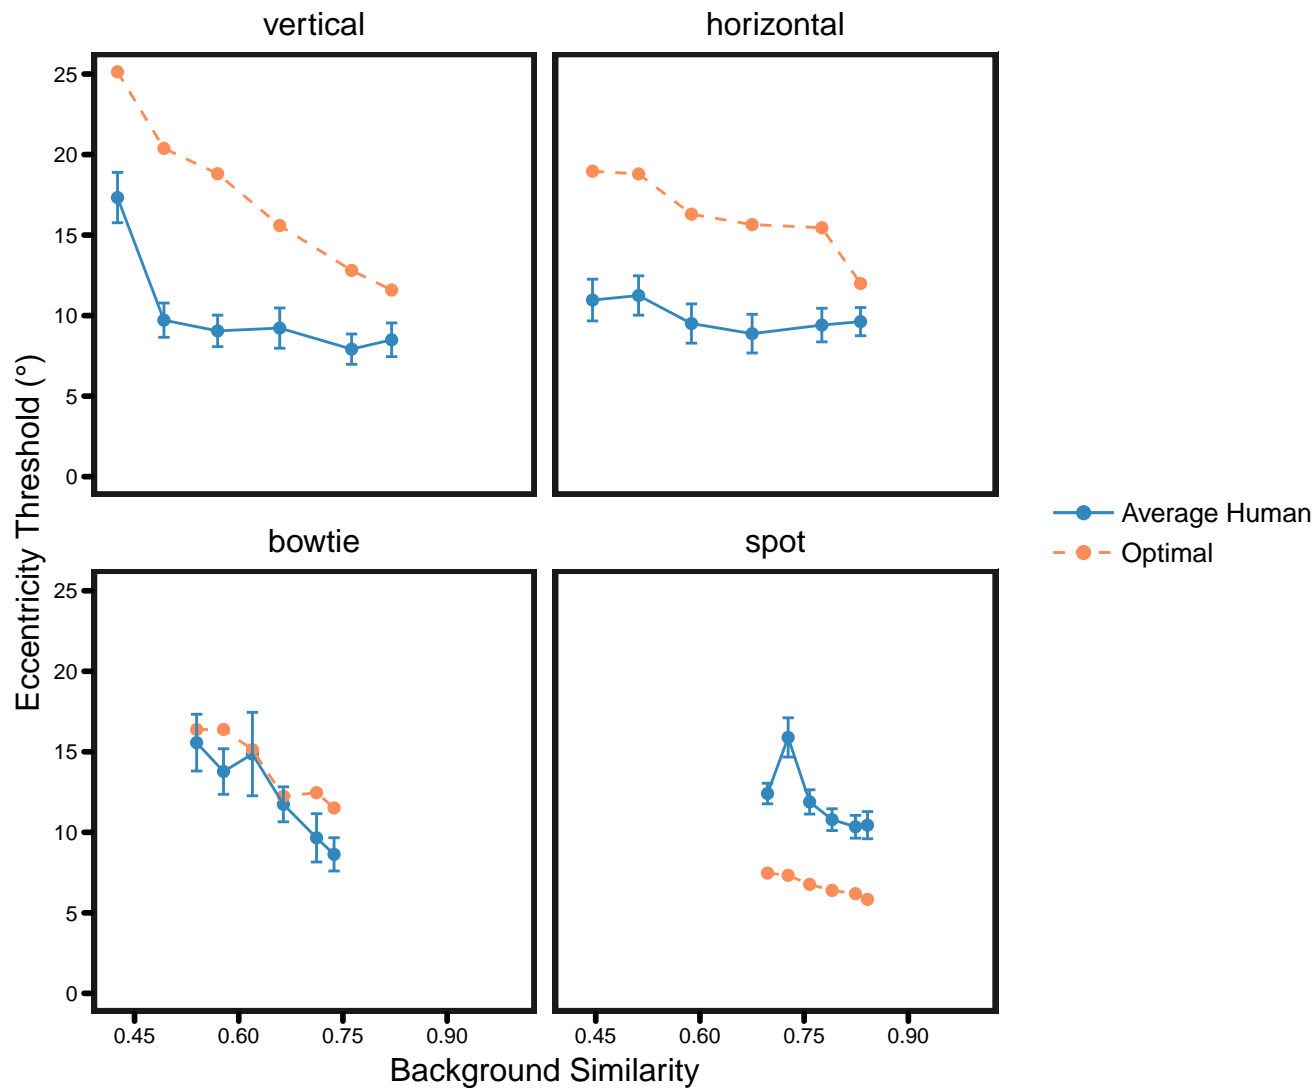 vertical
horizontal
25
20
15
10
5
0
Eccentricity Threshold (°)
Average Human
Optimal
bowtie
spot
25
20
15
10
5
0
0.45 0.60 0.75 0.90
0.45 0.60 0.75 0.90
Background Similarity